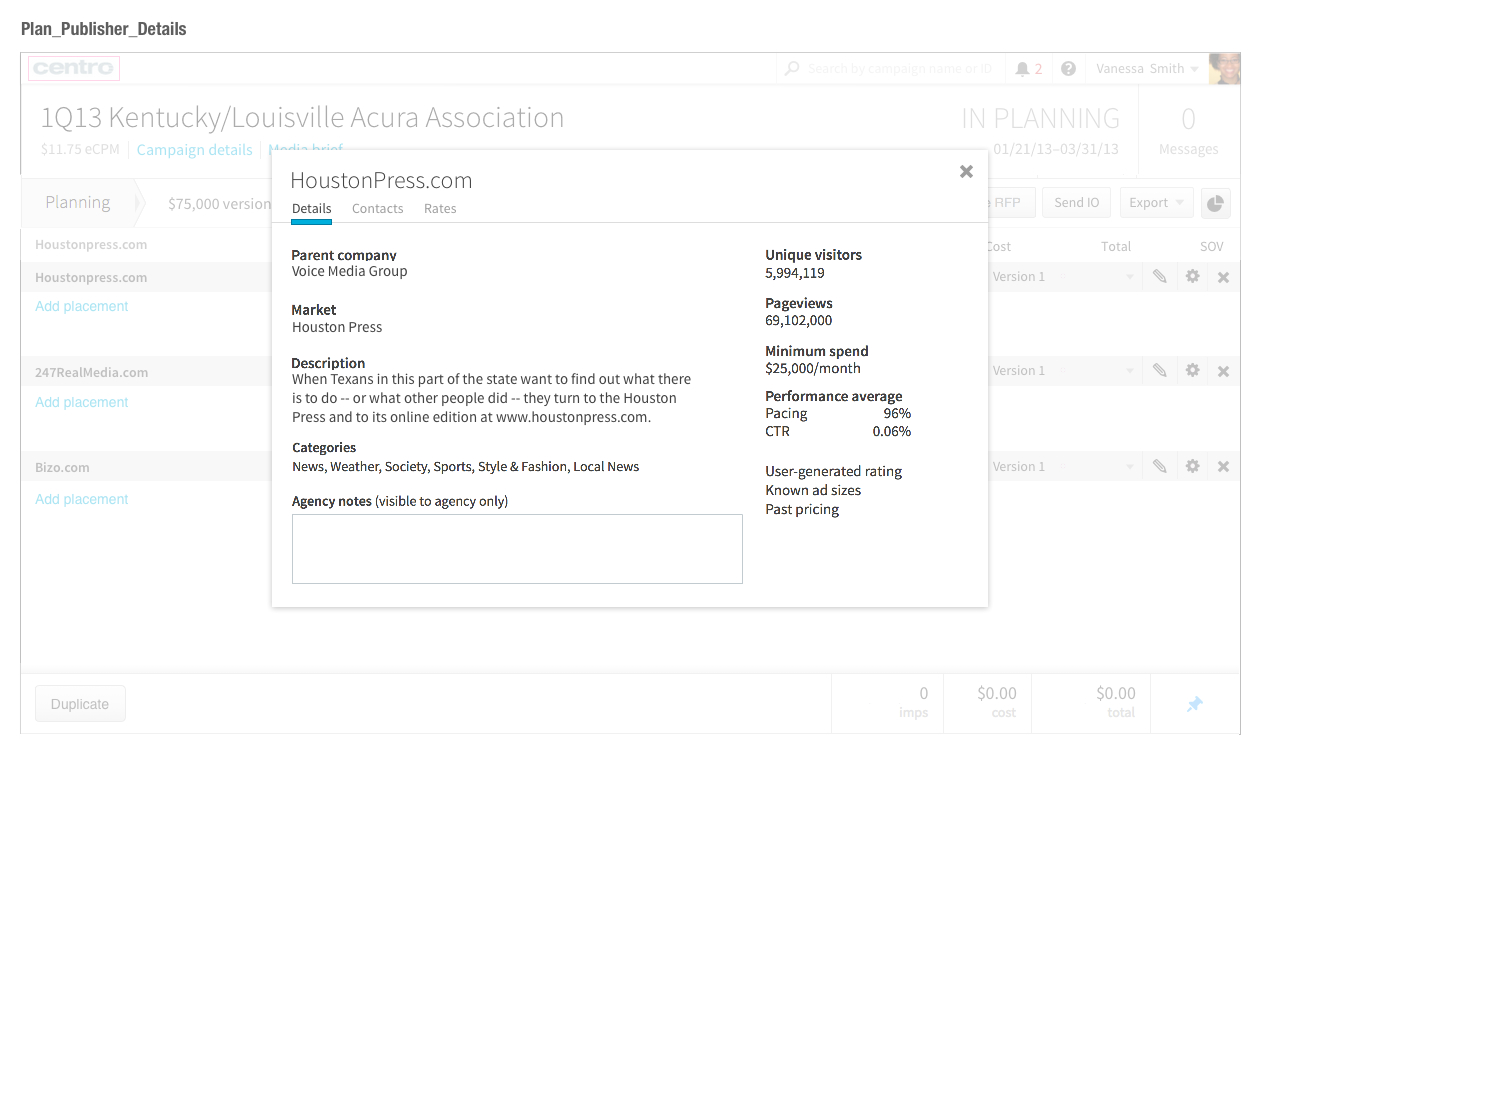 Plan_Publisher_Details
centro
Search by campaign name or IO
2
Vanessa Smith
1Q13 Kentucky/Louisville Acura Association
IN PLANNING
0
$11.75 eCPM
Campaign details
Media brief
01/21/13–03/31/13
Messages
Planning
$75,000 version
RFP
Send IO
Export
HoustonPress.com
Details
Contacts
Rates
Houstonpress.com
Cost
Total
SOV
Houstonpress.com
Version 1
Add placement
247RealMedia.com
Version 1
Add placement
Bizo.com
Version 1
Add placement
Parent company
Voice Media Group
Market
Houston Press
Description
When Texans in this part of the state want to find out what there
is to do -- or what other people did -- they turn to the Houston
Press and to its online edition at www.houstonpress.com.
Categories
News, Weather, Society, Sports, Style & Fashion, Local News
Agency notes (visible to agency only)
Unique visitors
5,994,119
Pageviews
69,102,000
Minimum spend
$25,000/month
Performance average
Pacing 96%
CTR 0.06%
User-generated rating
Known ad sizes
Past pricing
Duplicate
0
imps
$0.00
cost
$0.00
total